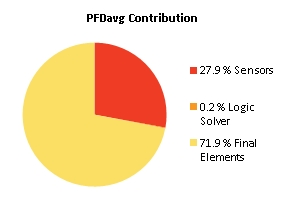 PFDavg Contribution
27.9% Sensors
0.2% Logic
Solver
71.9% Final
Elements